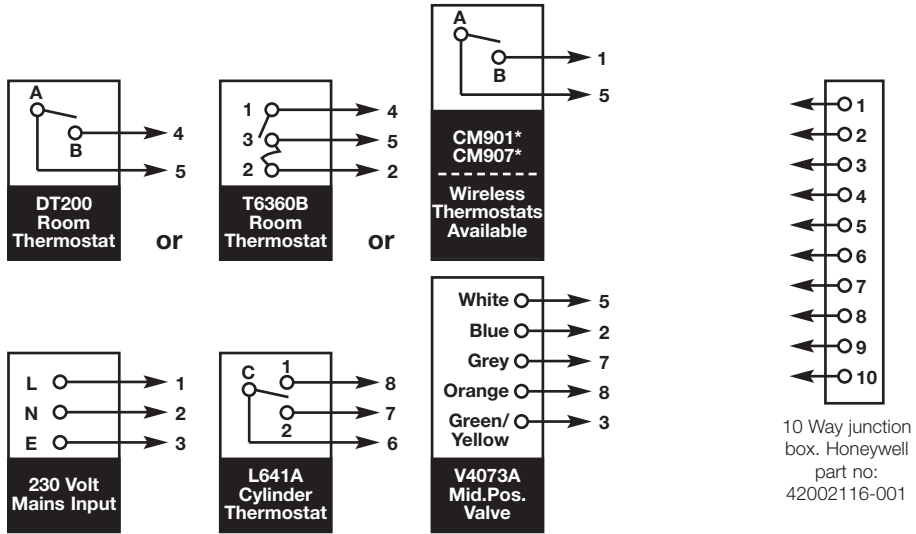 A
B
4
5
DT200
Room
Thermostat
or
1
3
2
4
5
2
T6360B
Room
Thermostat
or
A
B
1
5
CM901*
CM907*
Wireless
Thermostats
Available
L
N
E
1
2
3
230 Volt
Mains Input
C
1
2
8
7
6
L641A
Cylinder
Thermostat
White 5
Blue 2
Grey 7
Orange 8
Green/
Yellow 3
V4073A
Mid.Pos.
Valve
1
2
3
4
5
6
7
8
9
10
10 Way junction
box. Honeywell
part no:
42002116-001